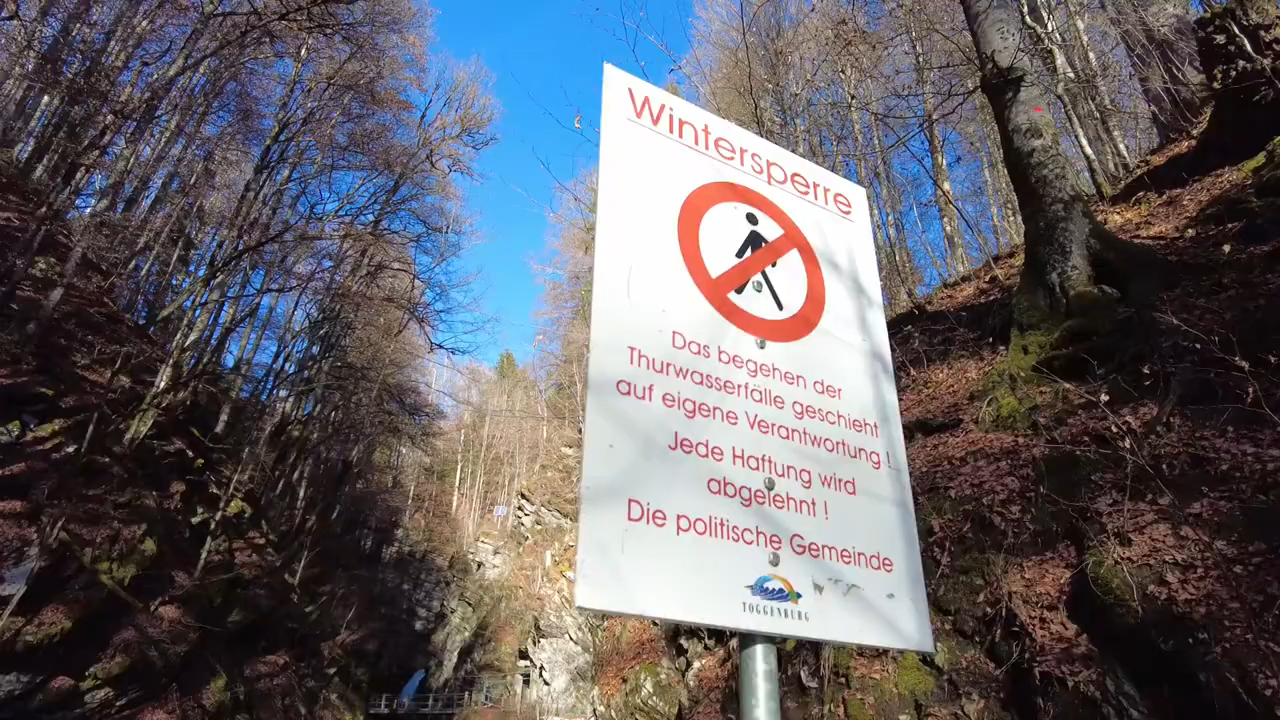 Wintersperre
Das begehen der
Thurwasserfälle geschieht
auf eigene Verantwortung !
Jede Haftung wird
abgelehnt !
Die politische Gemeinde
TOGGENBURG